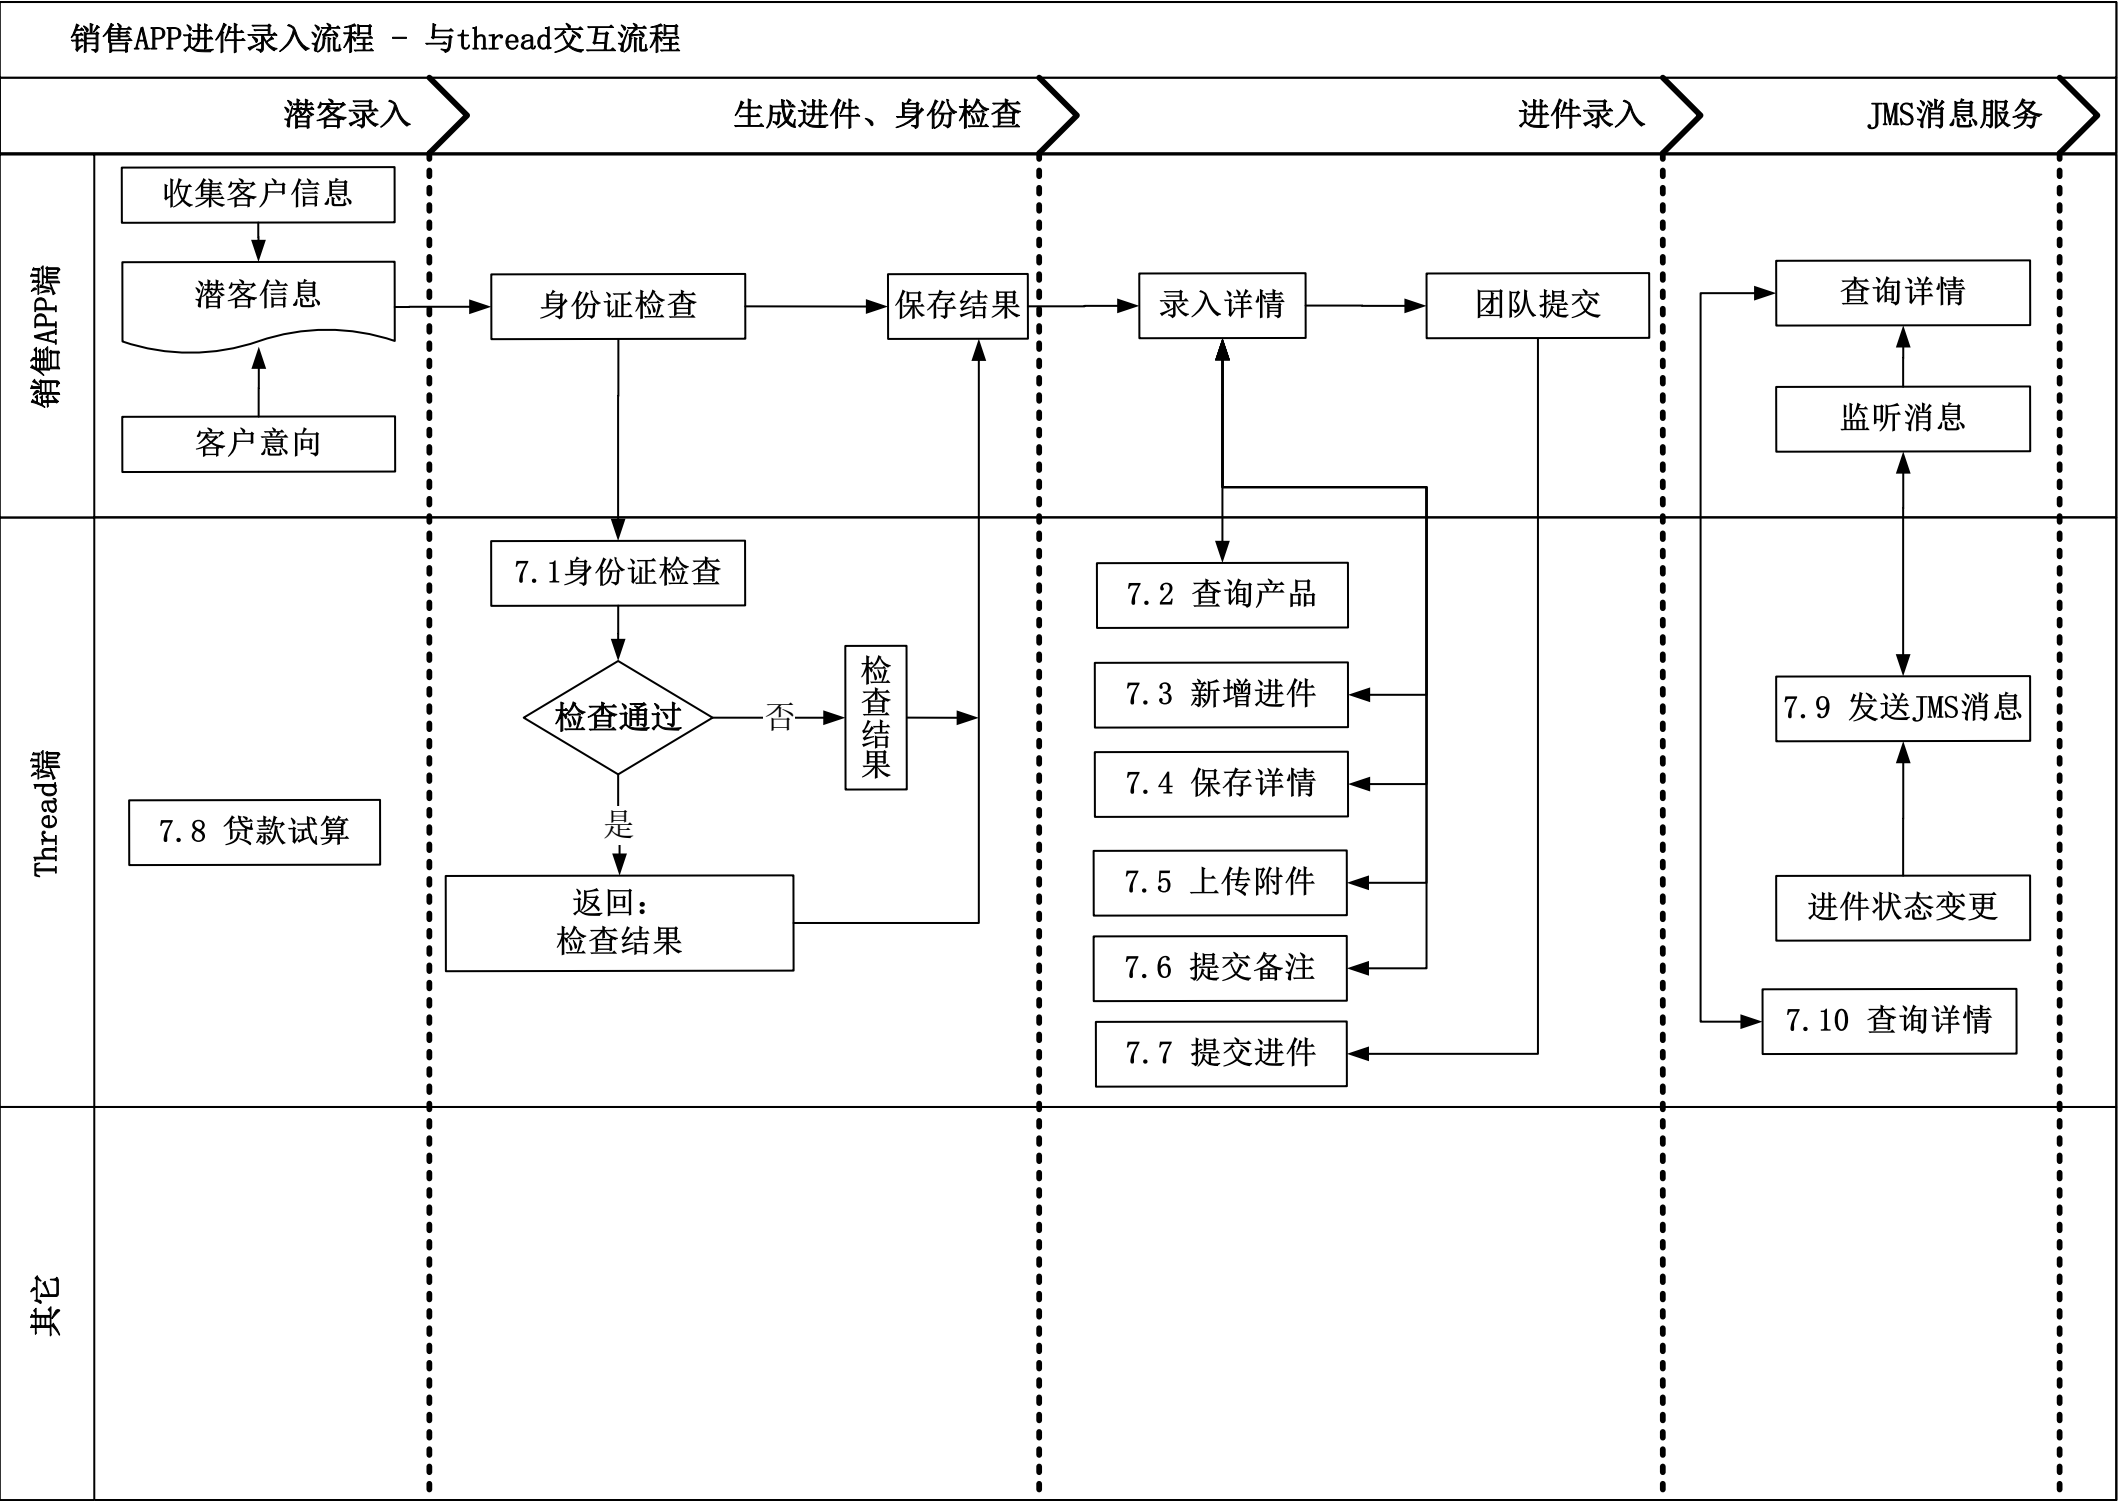 销售APP进件录入流程 - 与thread交互流程
潜客录入
生成进件、身份检查
进件录入
JMS消息服务
销售APP端
收集客户信息
潜客信息
客户意向
身份证检查
保存结果
录入详情
团队提交
查询详情
监听消息
Thread端
7.8 贷款试算
7.1身份证检查
检查通过
否
检
查
结
果
是
返回：
检查结果
7.2 查询产品
7.3 新增进件
7.4 保存详情
7.5 上传附件
7.6 提交备注
7.7 提交进件
7.9 发送JMS消息
进件状态变更
7.10 查询详情
其它